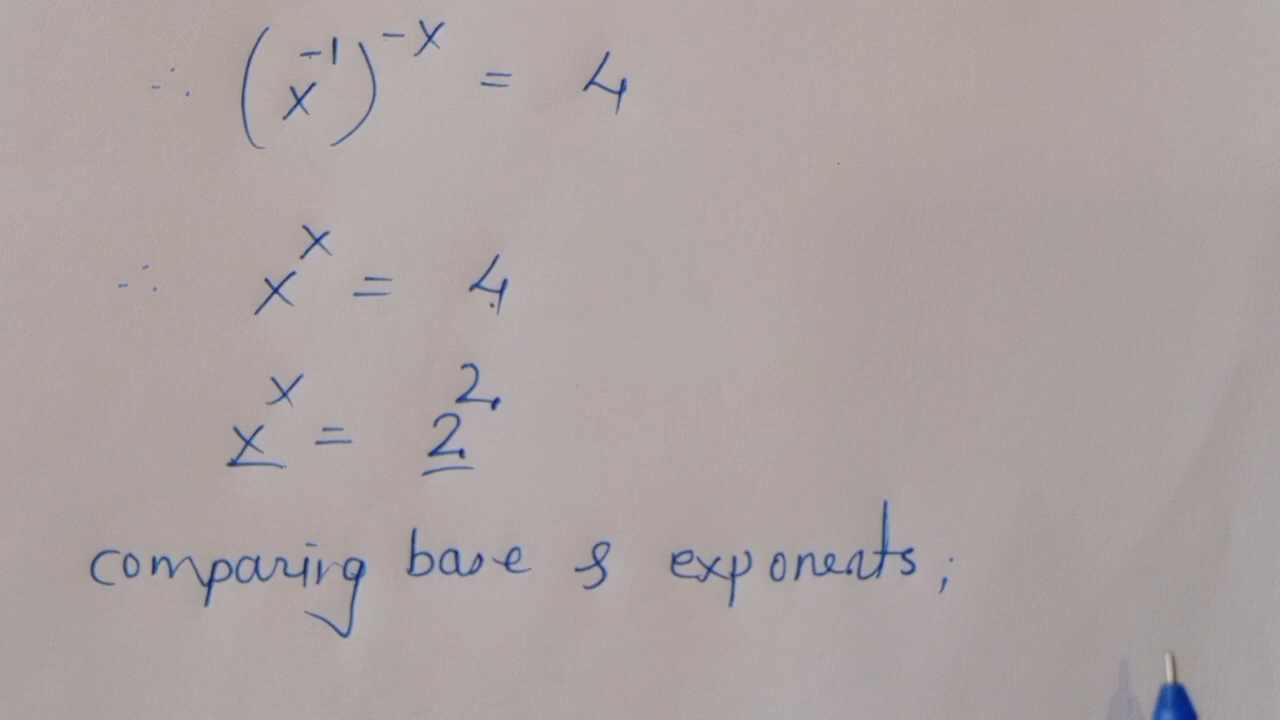 ∴ (x⁻¹)⁻ˣ = 4
∴ xˣ = 4
xˣ = 2²
comparing base & exponents;